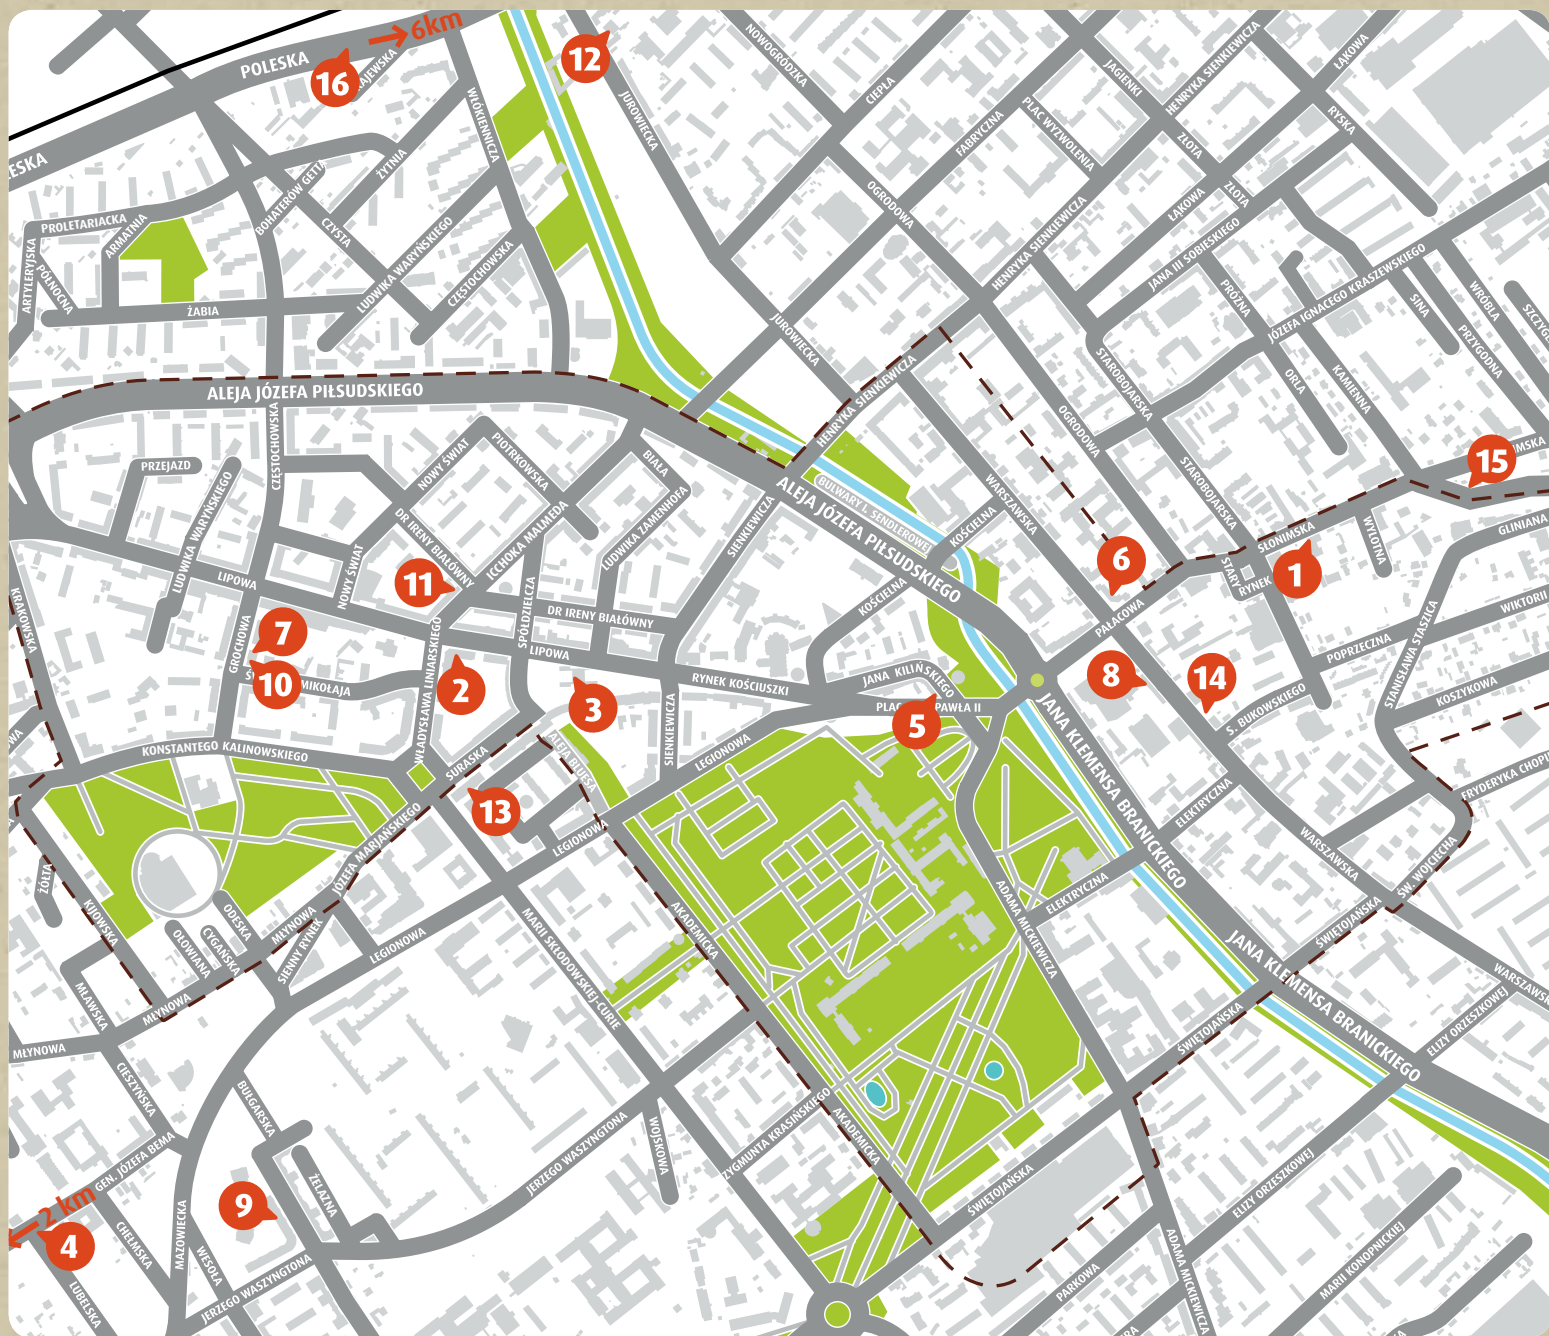 6km
POLESKA
16
12
JUROWIECKA
NOWOGRÓDZKA
CIEPŁA
FABRYCZNA
JAGIENKI
PLAC WYZWOLENIA
HENRYKA SIENKIEWICZA
ŁĄKOWA
RYSKA
ZŁOTA
ZŁOTA
ŁĄKOWA
JANA III SOBIESKIEGO
WŁÓKIENNICZA
ŻYTNIA
BOHATERÓW GETTA
CZYSTA
LUDWIKA WARYŃSKIEGO
CZĘSTOCHOWSKA
PROLETARIACKA
ARMATNIA
ARTYLERYJSKA
PÓŁNOCNA
ŻABIA
OGRODOWA
HENRYKA SIENKIEWICZA
JUROWIECKA
HENRYKA SIENKIEWICZA
PRÓŻNA
JÓZEFA IGNACEGO KRASZEWSKIEGO
SINA
WRÓBLA
PRZYGODNA
STAROBOJARSKA
ORLA
KAMIENNA
OGRODOWA
STAROBOJARSKA
WARSZAWSKA
ALEJA JÓZEFA PIŁSUDSKIEGO
CZĘSTOCHOWSKA
PRZEJAZD
LUDWIKA WARYŃSKIEGO
NOWY ŚWIAT
PIOTRKOWSKA
BIAŁA
DR IRENY BIAŁÓWNY
ICCHOKA MALMEDA
LUDWIKA ZAMENHOFA
SIENKIEWICZA
ALEJA JÓZEFA PIŁSUDSKIEGO
BULWARY I. SENDLEROWEJ
KOŚCIELNA
KOŚCIELNA
15
SŁONIMSKA
WYLOTNA
GLINIANA
1
STARY
RYNEK
6
PAŁACOWA
WIKTORII
POPRZECZNA
STANISŁAWA STASZICA
KOSZYKOWA
KRAKOWSKA
LIPOWA
NOWY ŚWIAT
11
DR IRENY BIAŁÓWNY
SPÓŁDZIELCZA
LIPOWA
7
GROCHOWA
10
MIKOŁAJA
WŁADYSŁAWA LINIARSKIEGO
2
3
RYNEK KOŚCIUSZKI
JANA KILIŃSKIEGO
5
PAWŁA II
8
14
S. BUKOWSKIEGO
SIENKIEWICZA
LEGIONOWA
KONSTANTEGO KALINOWSKIEGO
SURASKA
ALEJA BLUESA
13
LEGIONOWA
JANA KLEMENSA BRANICKIEGO
ELEKTRYCZNA
WARSZAWSKA
ŚW. WOJCIECHA
ŚWIĘTOJAŃSKA
JÓZEFA MARJAŃSKIEGO
ŻÓŁTA
KIJOWSKA
ODESKA
CYGAŃSKA
OŁOWIANA
MŁYNOWA
SIENNY RYNEK
LEGIONOWA
MARII SKŁODOWSKIEJ-CURIE
AKADEMICKA
ADAMA MICKIEWICZA
ELEKTRYCZNA
JANA KLEMENSA BRANICKIEGO
MŁAWSKA
MŁYNOWA
MŁYNOWA
CIESZYŃSKA
BUŁGARSKA
GEN. JÓZEFA BEMA
ŚWIĘTOJAŃSKA
ELIZY ORZESZKOWEJ
ZYGMUNTA KRASIŃSKIEGO
AKADEMICKA
WOJSKOWA
JERZEGO WASZYNGTONA
2 km
4
9
ŻELAZNA
CHEŁMSKA
MAZOWIECKA
WESOŁA
LUBELSKA
JERZEGO WASZYNGTONA
ŚWIĘTOJAŃSKA
ELIZY ORZESZKOWEJ
PARKOWA
ADAMA MICKIEWICZA
MARII KONOPNICKIEJ